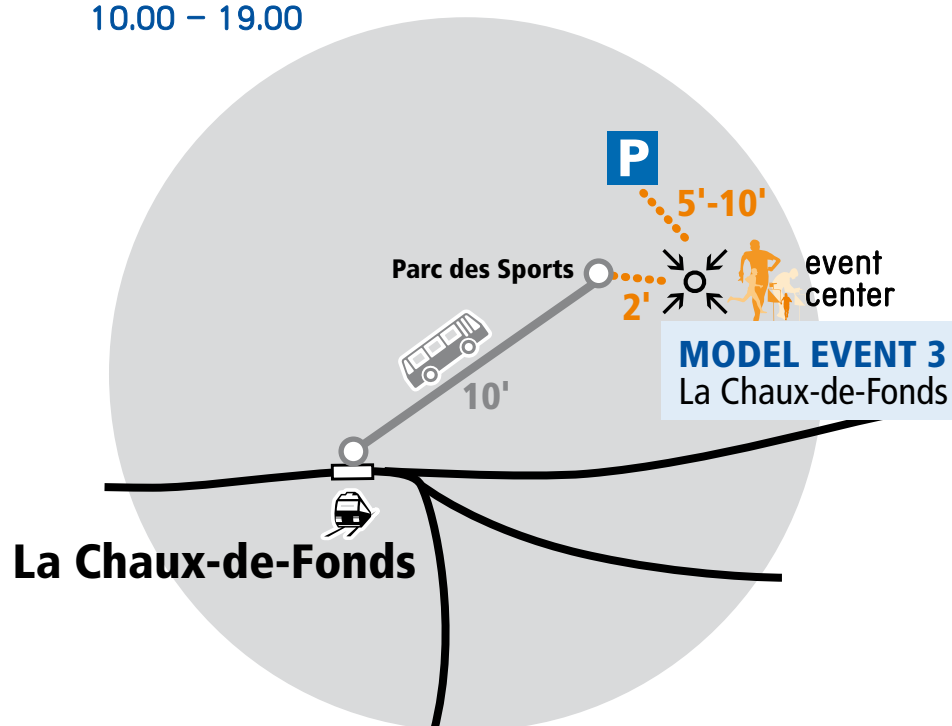 10.00 – 19.00
P
5'-10'
Parc des Sports
event
center
2'
MODEL EVENT 3
La Chaux-de-Fonds
10'
La Chaux-de-Fonds